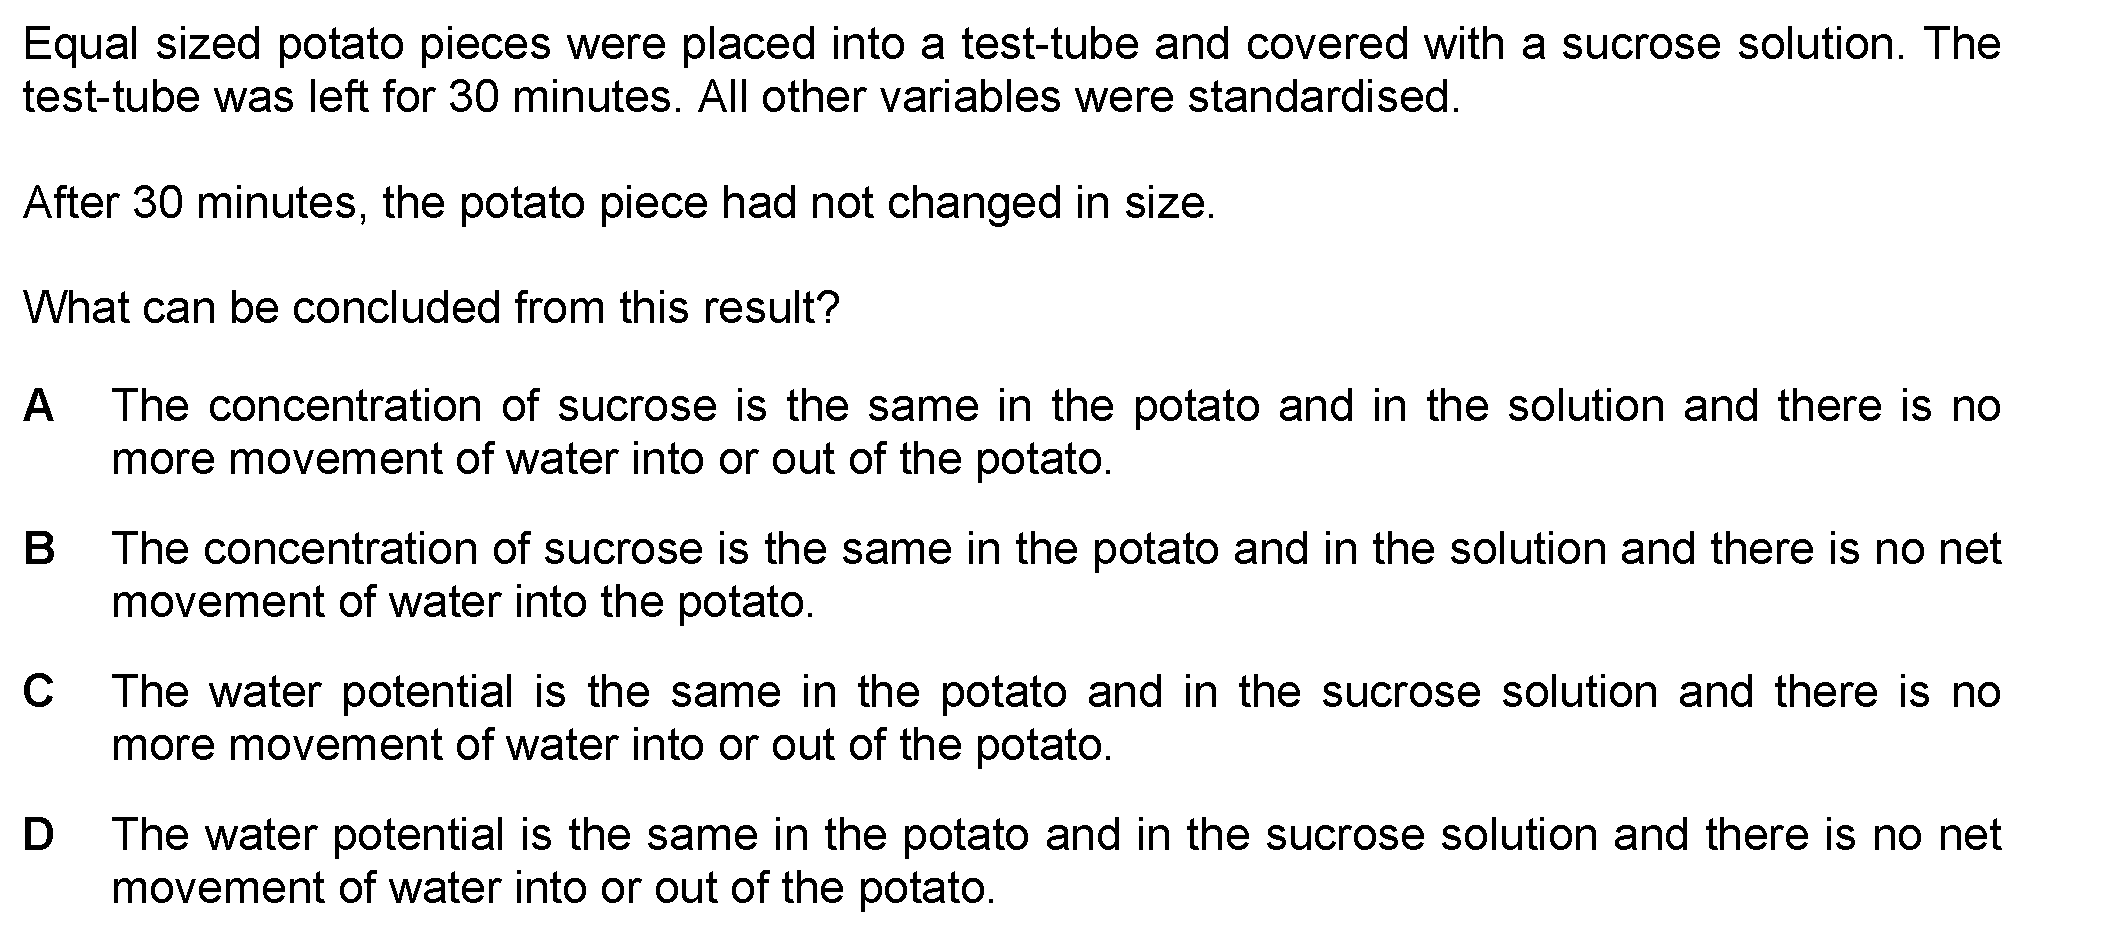 Equal sized potato pieces were placed into a test-tube and covered with a sucrose solution. The
test-tube was left for 30 minutes. All other variables were standardised.
After 30 minutes, the potato piece had not changed in size.
What can be concluded from this result?
A The concentration of sucrose is the same in the potato and in the solution and there is no
more movement of water into or out of the potato.
B The concentration of sucrose is the same in the potato and in the solution and there is no net
movement of water into the potato.
C The water potential is the same in the potato and in the sucrose solution and there is no
more movement of water into or out of the potato.
D The water potential is the same in the potato and in the sucrose solution and there is no net
movement of water into or out of the potato.